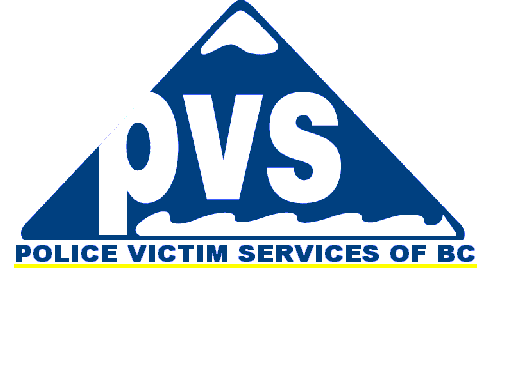 pvs
POLICE VICTIM SERVICES OF BC